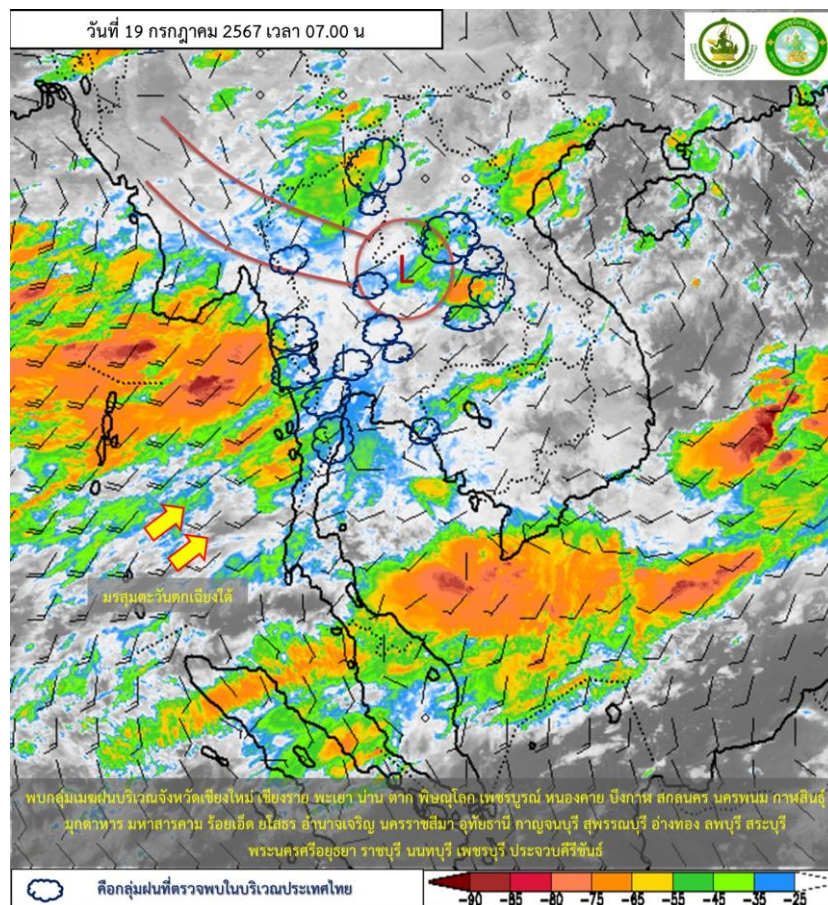 วันที่ 19 กรกฎาคม 2567 เวลา 07.00 น
L
มรสุมตะวันตกเฉียงใต้
พบกลุ่มเมฆฝนบริเวณจังหวัดเชียงใหม่ เชียงราย พะเยา น่าน ตาก พิษณุโลก เพชรบูรณ์ หนองคาย บึงกาฬ สกลนคร นครพนม กาฬสินธุ์
มุกดาหาร มหาสารคาม ร้อยเอ็ด ยโสธร อำนาจเจริญ นครราชสีมา อุทัยธานี กาญจนบุรี สุพรรณบุรี อ่างทอง ลพบุรี สระบุรี
พระนครศรีอยุธยา ราชบุรี นนทบุรี เพชรบุรี ประจวบคีรีขันธ์
คือกลุ่มฝนที่ตรวจพบในบริเวณประเทศไทย
-90 -85 -80 -75 -65 -55 -45 -35 -25